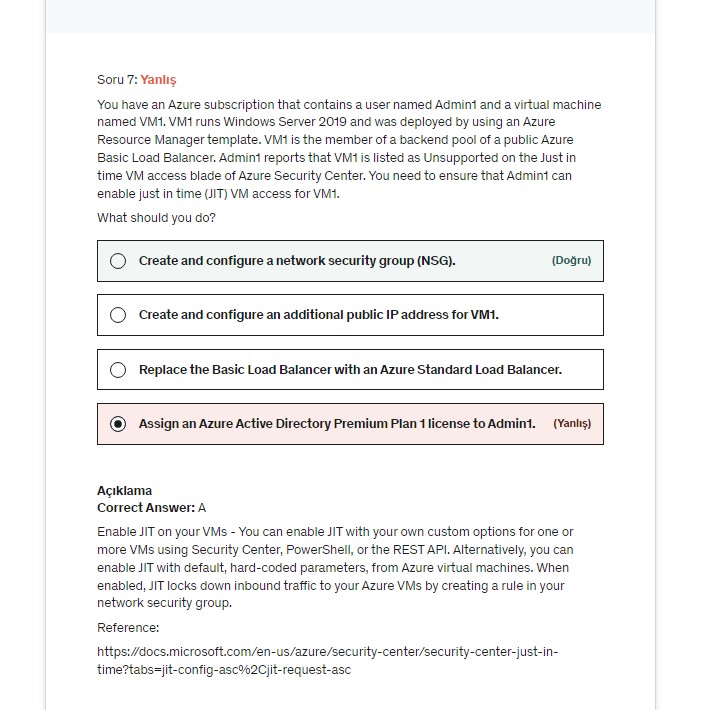 Soru 7: Yanlış
You have an Azure subscription that contains a user named Admin1 and a virtual machine
named VM1. VM1 runs Windows Server 2019 and was deployed by using an Azure
Resource Manager template. VM1 is the member of a backend pool of a public Azure
Basic Load Balancer. Admin1 reports that VM1 is listed as Unsupported on the Just in
time VM access blade of Azure Security Center. You need to ensure that Admin1 can
enable just in time (JIT) VM access for VM1.
What should you do?
Create and configure a network security group (NSG). (Doğru)
Create and configure an additional public IP address for VM1.
Replace the Basic Load Balancer with an Azure Standard Load Balancer.
Assign an Azure Active Directory Premium Plan 1 license to Admin1. (Yanlış)
Açıklama
Correct Answer: A
Enable JIT on your VMs - You can enable JIT with your own custom options for one or
more VMs using Security Center, PowerShell, or the REST API. Alternatively, you can
enable JIT with default, hard-coded parameters, from Azure virtual machines. When
enabled, JIT locks down inbound traffic to your Azure VMs by creating a rule in your
network security group.
Reference:
https://docs.microsoft.com/en-us/azure/security-center/security-center-just-in-
time?tabs=jit-config-asc%2Cjit-request-asc